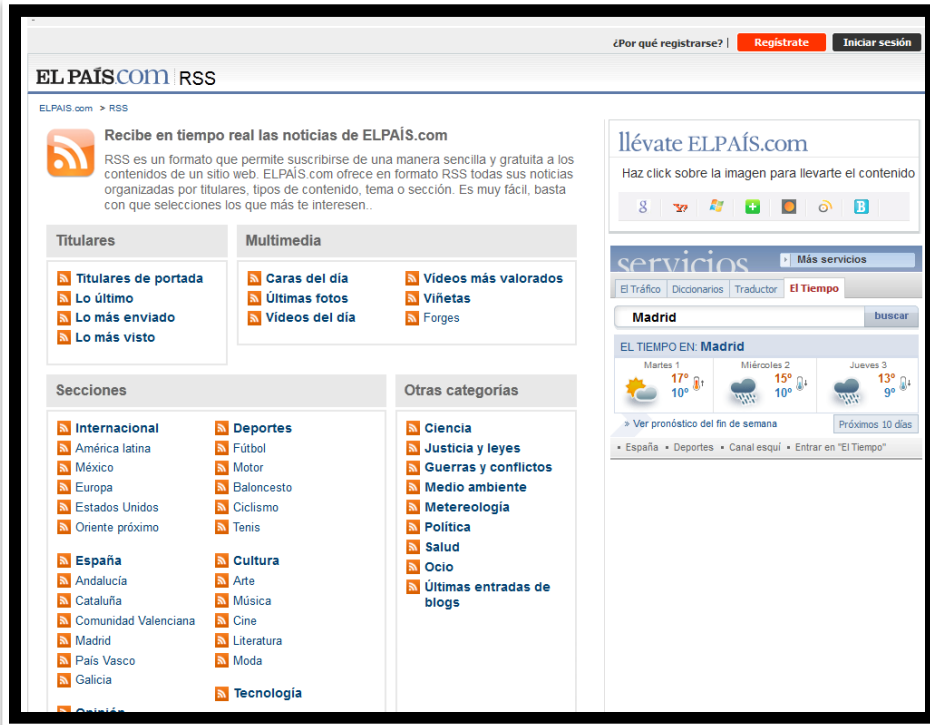 ¿Por qué registrarse? | Regístrate Iniciar sesión
EL PAÍS.COM RSS
ELPAIS.com > RSS
Recibe en tiempo real las noticias de ELPAÍS.com
RSS es un formato que permite suscribirse de una manera sencilla y gratuita a los
contenidos de un sitio web. ELPAÍS.com ofrece en formato RSS todas sus noticias
organizadas por titulares, tipos de contenido, tema o sección. Es muy fácil, basta
con que selecciones los que más te interesen..
Titulares
Titulares de portada
Lo último
Lo más enviado
Lo más visto
Multimedia
Caras del día
Últimas fotos
Vídeos del día
Vídeos más valorados
Viñetas
Forges
Secciones
Internacional
América latina
México
Europa
Estados Unidos
Oriente próximo
España
Andalucía
Cataluña
Comunidad Valenciana
Madrid
País Vasco
Galicia
Opinión
Deportes
Fútbol
Motor
Baloncesto
Ciclismo
Tenis
Cultura
Arte
Música
Cine
Literatura
Moda
Tecnología
Otras categorías
Ciencia
Justicia y leyes
Guerras y conflictos
Medio ambiente
Metereología
Política
Salud
Ocio
Últimas entradas de
blogs
llévate ELPAÍS.com
Haz click sobre la imagen para llevarte el contenido
servicios
Más servicios
El Tráfico Diccionarios Traductor El Tiempo
Madrid buscar
EL TIEMPO EN: Madrid
Martes 1 Miércoles 2 Jueves 3
17º 15º 13º
10º 10º 9º
» Ver pronóstico del fin de semana Próximos 10 días
▪ España ▪ Deportes ▪ Canal esquí ▪ Entrar en "El Tiempo"